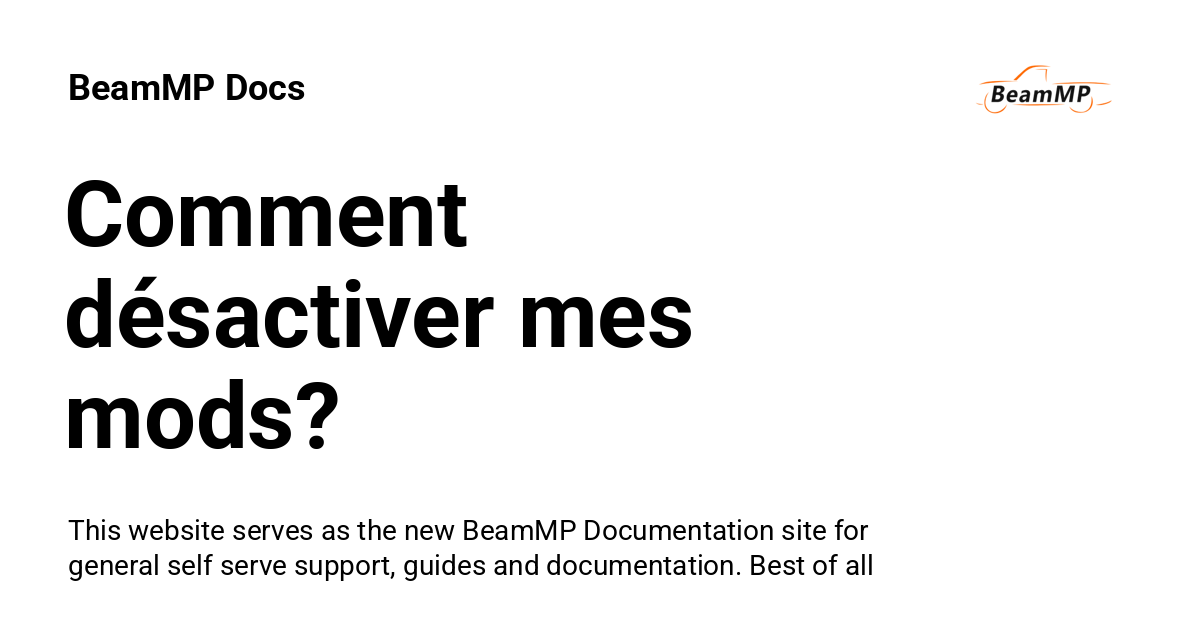 BeamMP Docs
BeamMP
Comment
désactiver mes
mods?
This website serves as the new BeamMP Documentation site for
general self serve support, guides and documentation. Best of all